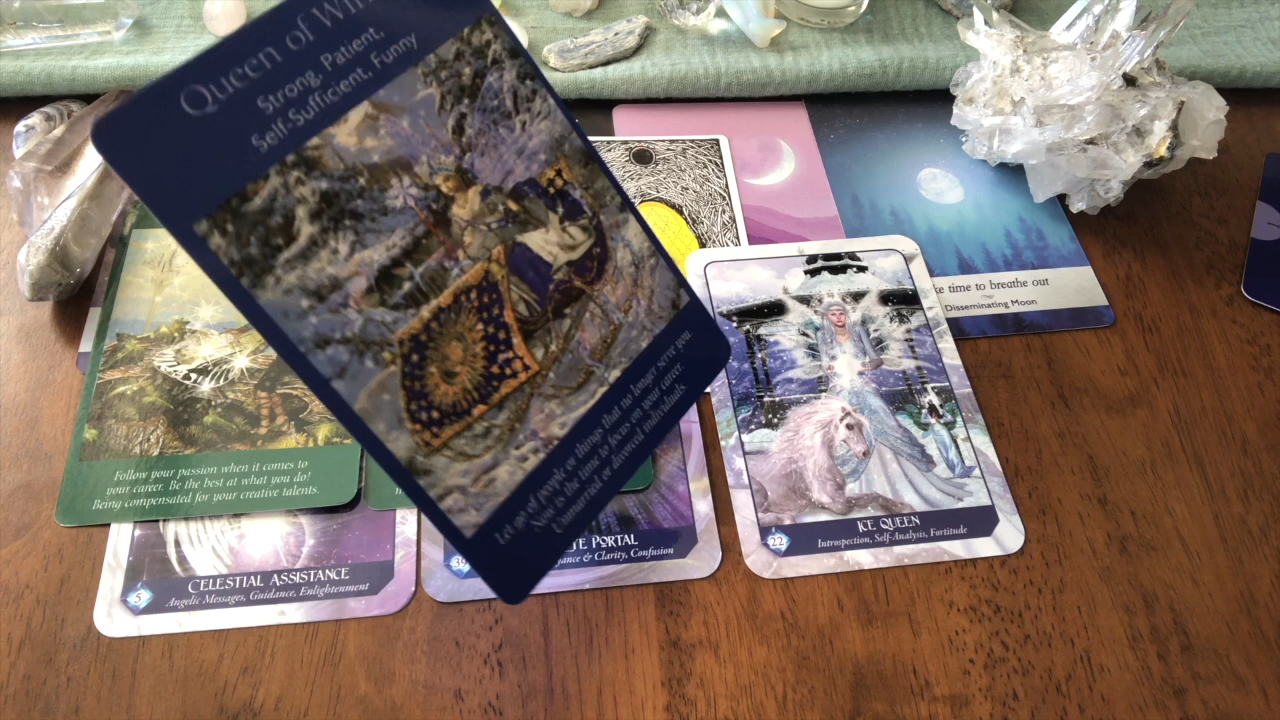 Queen of Win
Strong, Patient,
Self-Sufficient, Funny
Let go of people or things that no longer serve you.
Now is the time to focus on your career.
Unmarried or divorced individuals.
ke time to breathe out
Disseminating Moon
Follow your passion when it comes to
your career. Be the best at what you do!
Being compensated for your creative talents.
5
CELESTIAL ASSISTANCE
Angelic Messages, Guidance, Enlightenment
39
TE PORTAL
gance & Clarity, Confusion
22
ICE QUEEN
Introspection, Self-Analysis, Fortitude